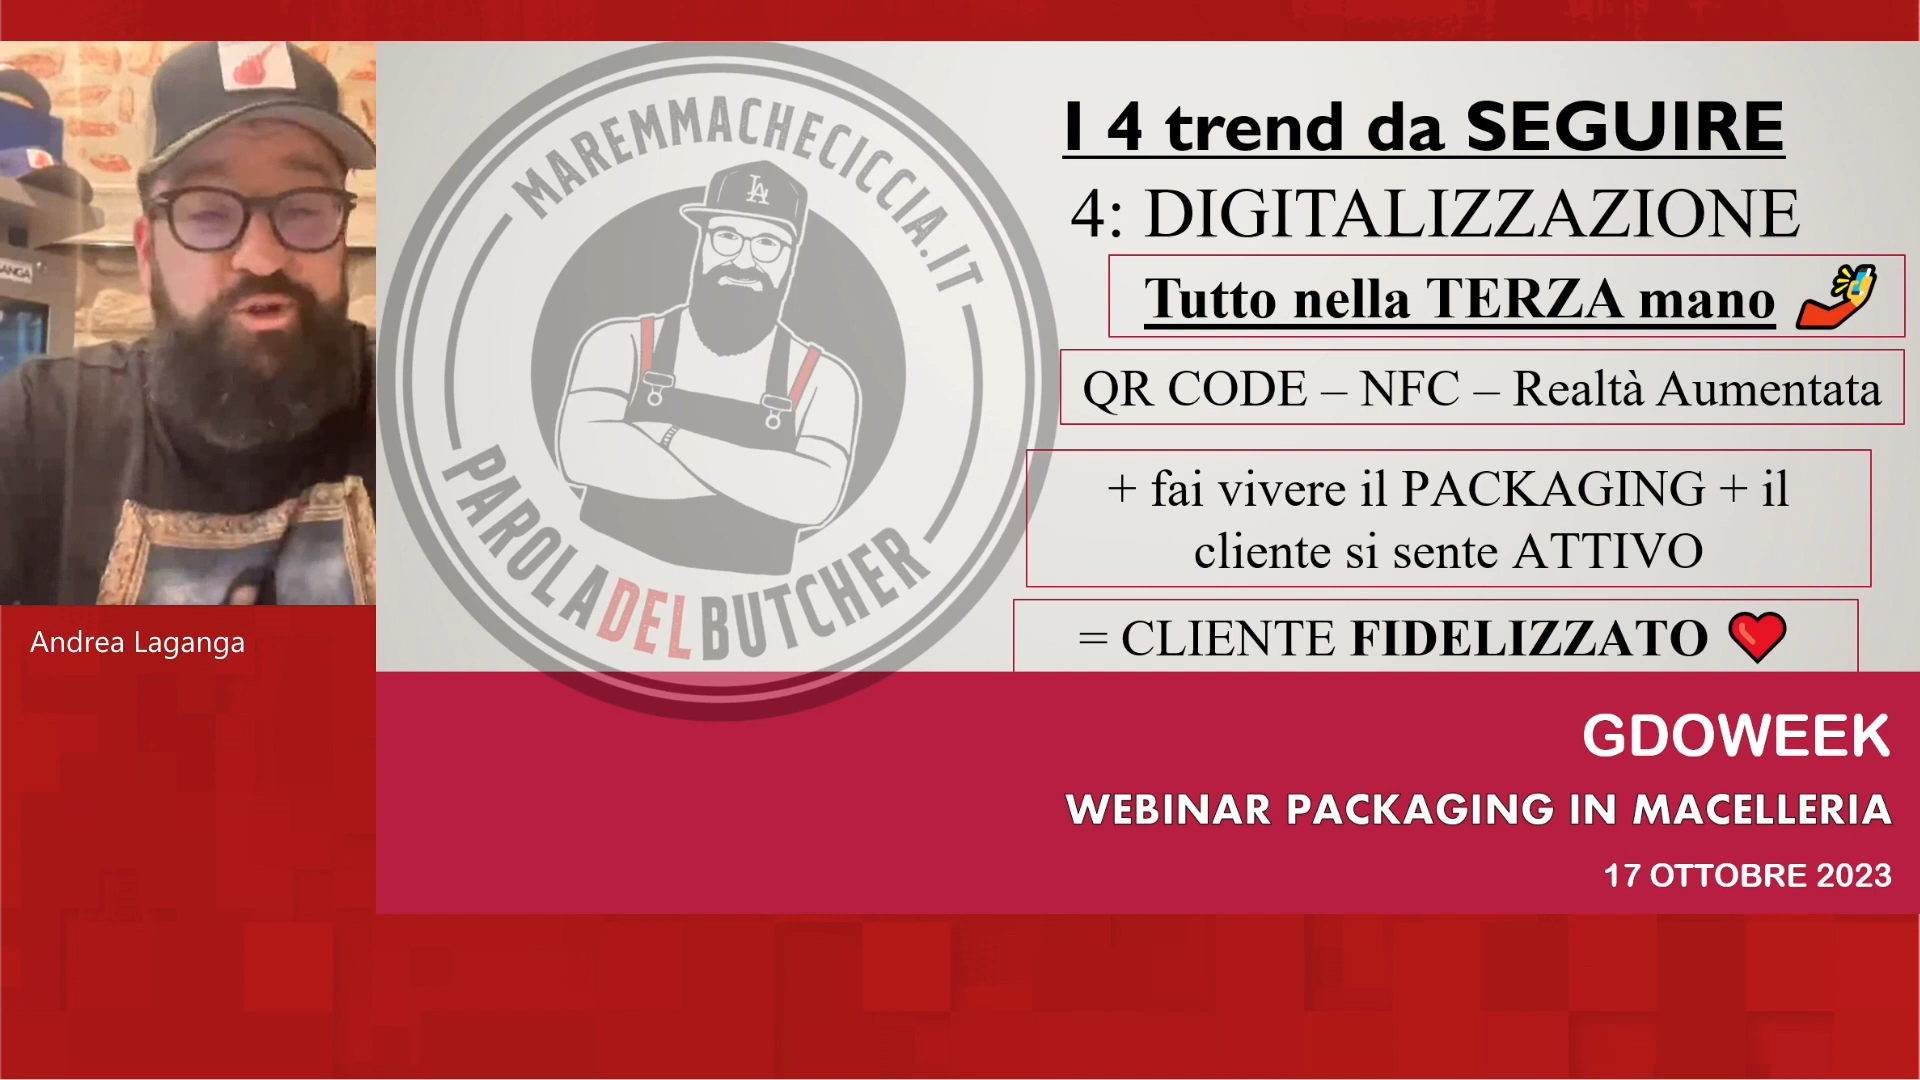 I 4 trend da SEGUIRE
4: DIGITALIZZAZIONE
Tutto nella TERZA mano
QR CODE – NFC – Realtà Aumentata
+ fai vivere il PACKAGING + il
cliente si sente ATTIVO
= CLIENTE FIDELIZZATO
MAREMMACHECICCIA.IT
LA
PAROLADELBUTCHER
Andrea Laganga
GDOWEEK
WEBINAR PACKAGING IN MACELLERIA
17 OTTOBRE 2023